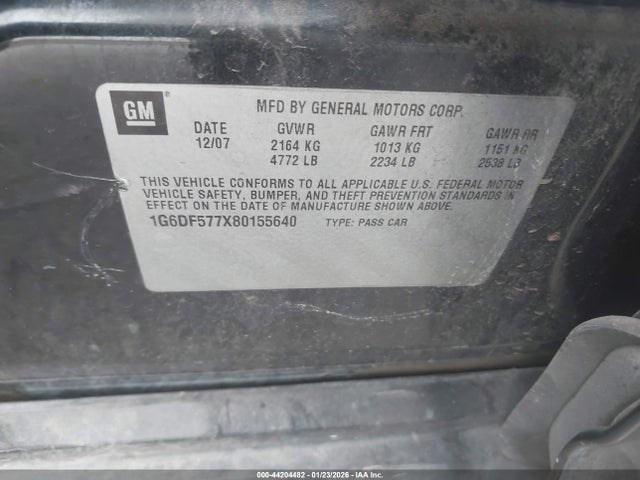 GM
MFD BY GENERAL MOTORS CORP.
DATE GVWR GAWR FRT GAWR RR
12/07 2164 KG 1013 KG 1151 KG
4772 LB 2234 LB 2538 LB
THIS VEHICLE CONFORMS TO ALL APPLICABLE U.S. FEDERAL MOTOR
VEHICLE SAFETY, BUMPER, AND THEFT PREVENTION STANDARDS IN
EFFECT ON THE DATE OF MANUFACTURE SHOWN ABOVE.
1G6DF577X80155640 TYPE: PASS CAR
000-44204482 - 01/23/2026 - COPYRIGHT IAA, LLC